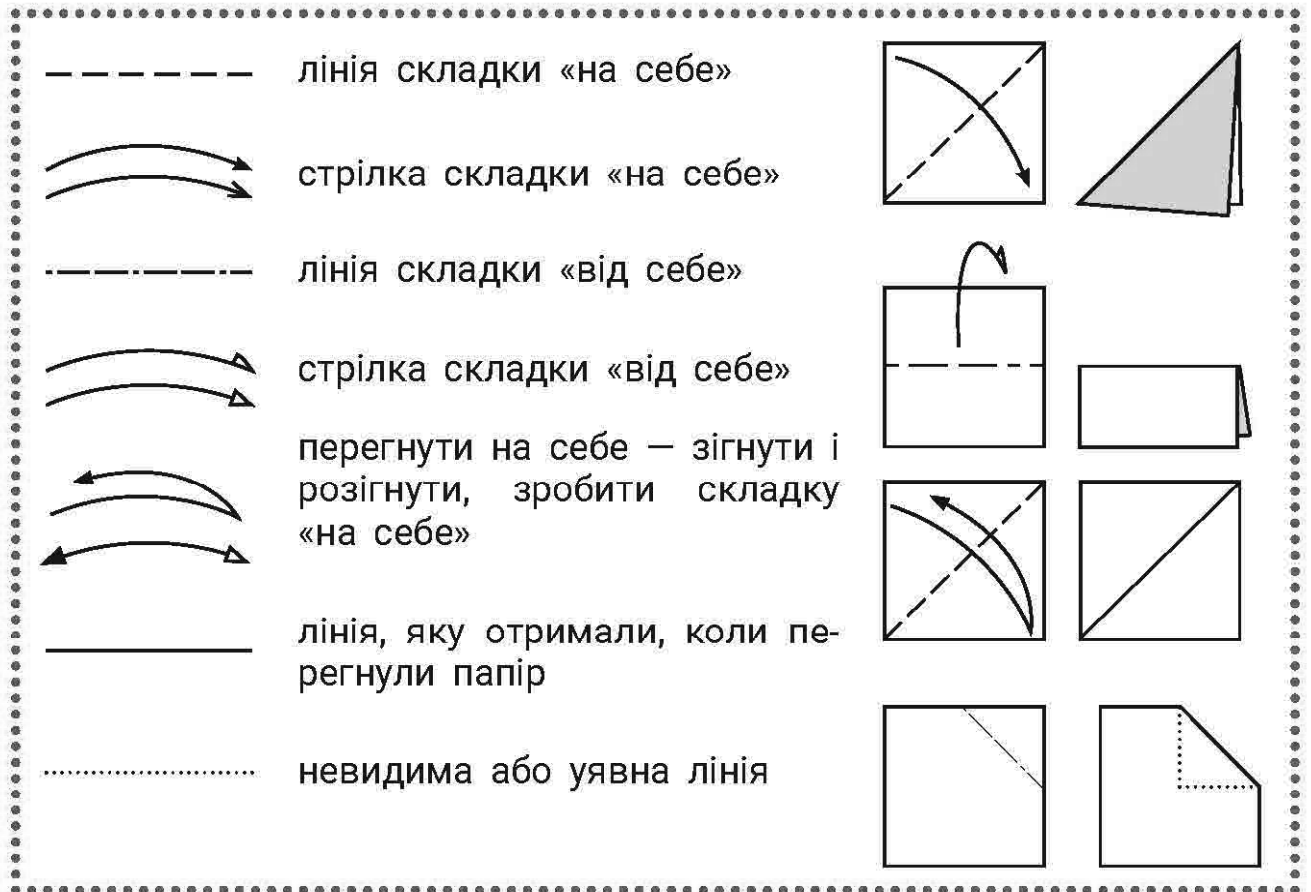 лінія складки «на себе»
стрілка складки «на себе»
лінія складки «від себе»
стрілка складки «від себе»
перегнути на себе — зігнути і
розігнути, зробити складку
«на себе»
лінія, яку отримали, коли пе-
регнули папір
невидима або уявна лінія